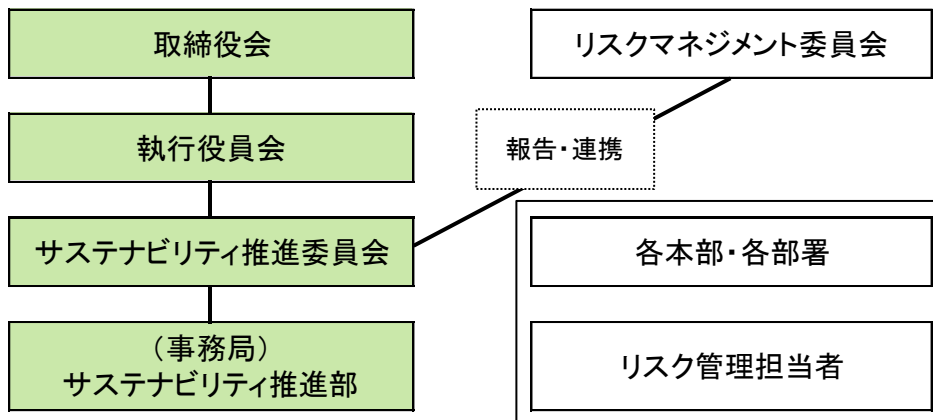 取締役会
リスクマネジメント委員会
執行役員会
報告・連携
サステナビリティ推進委員会
各本部・各部署
（事務局）
サステナビリティ推進部
リスク管理担当者